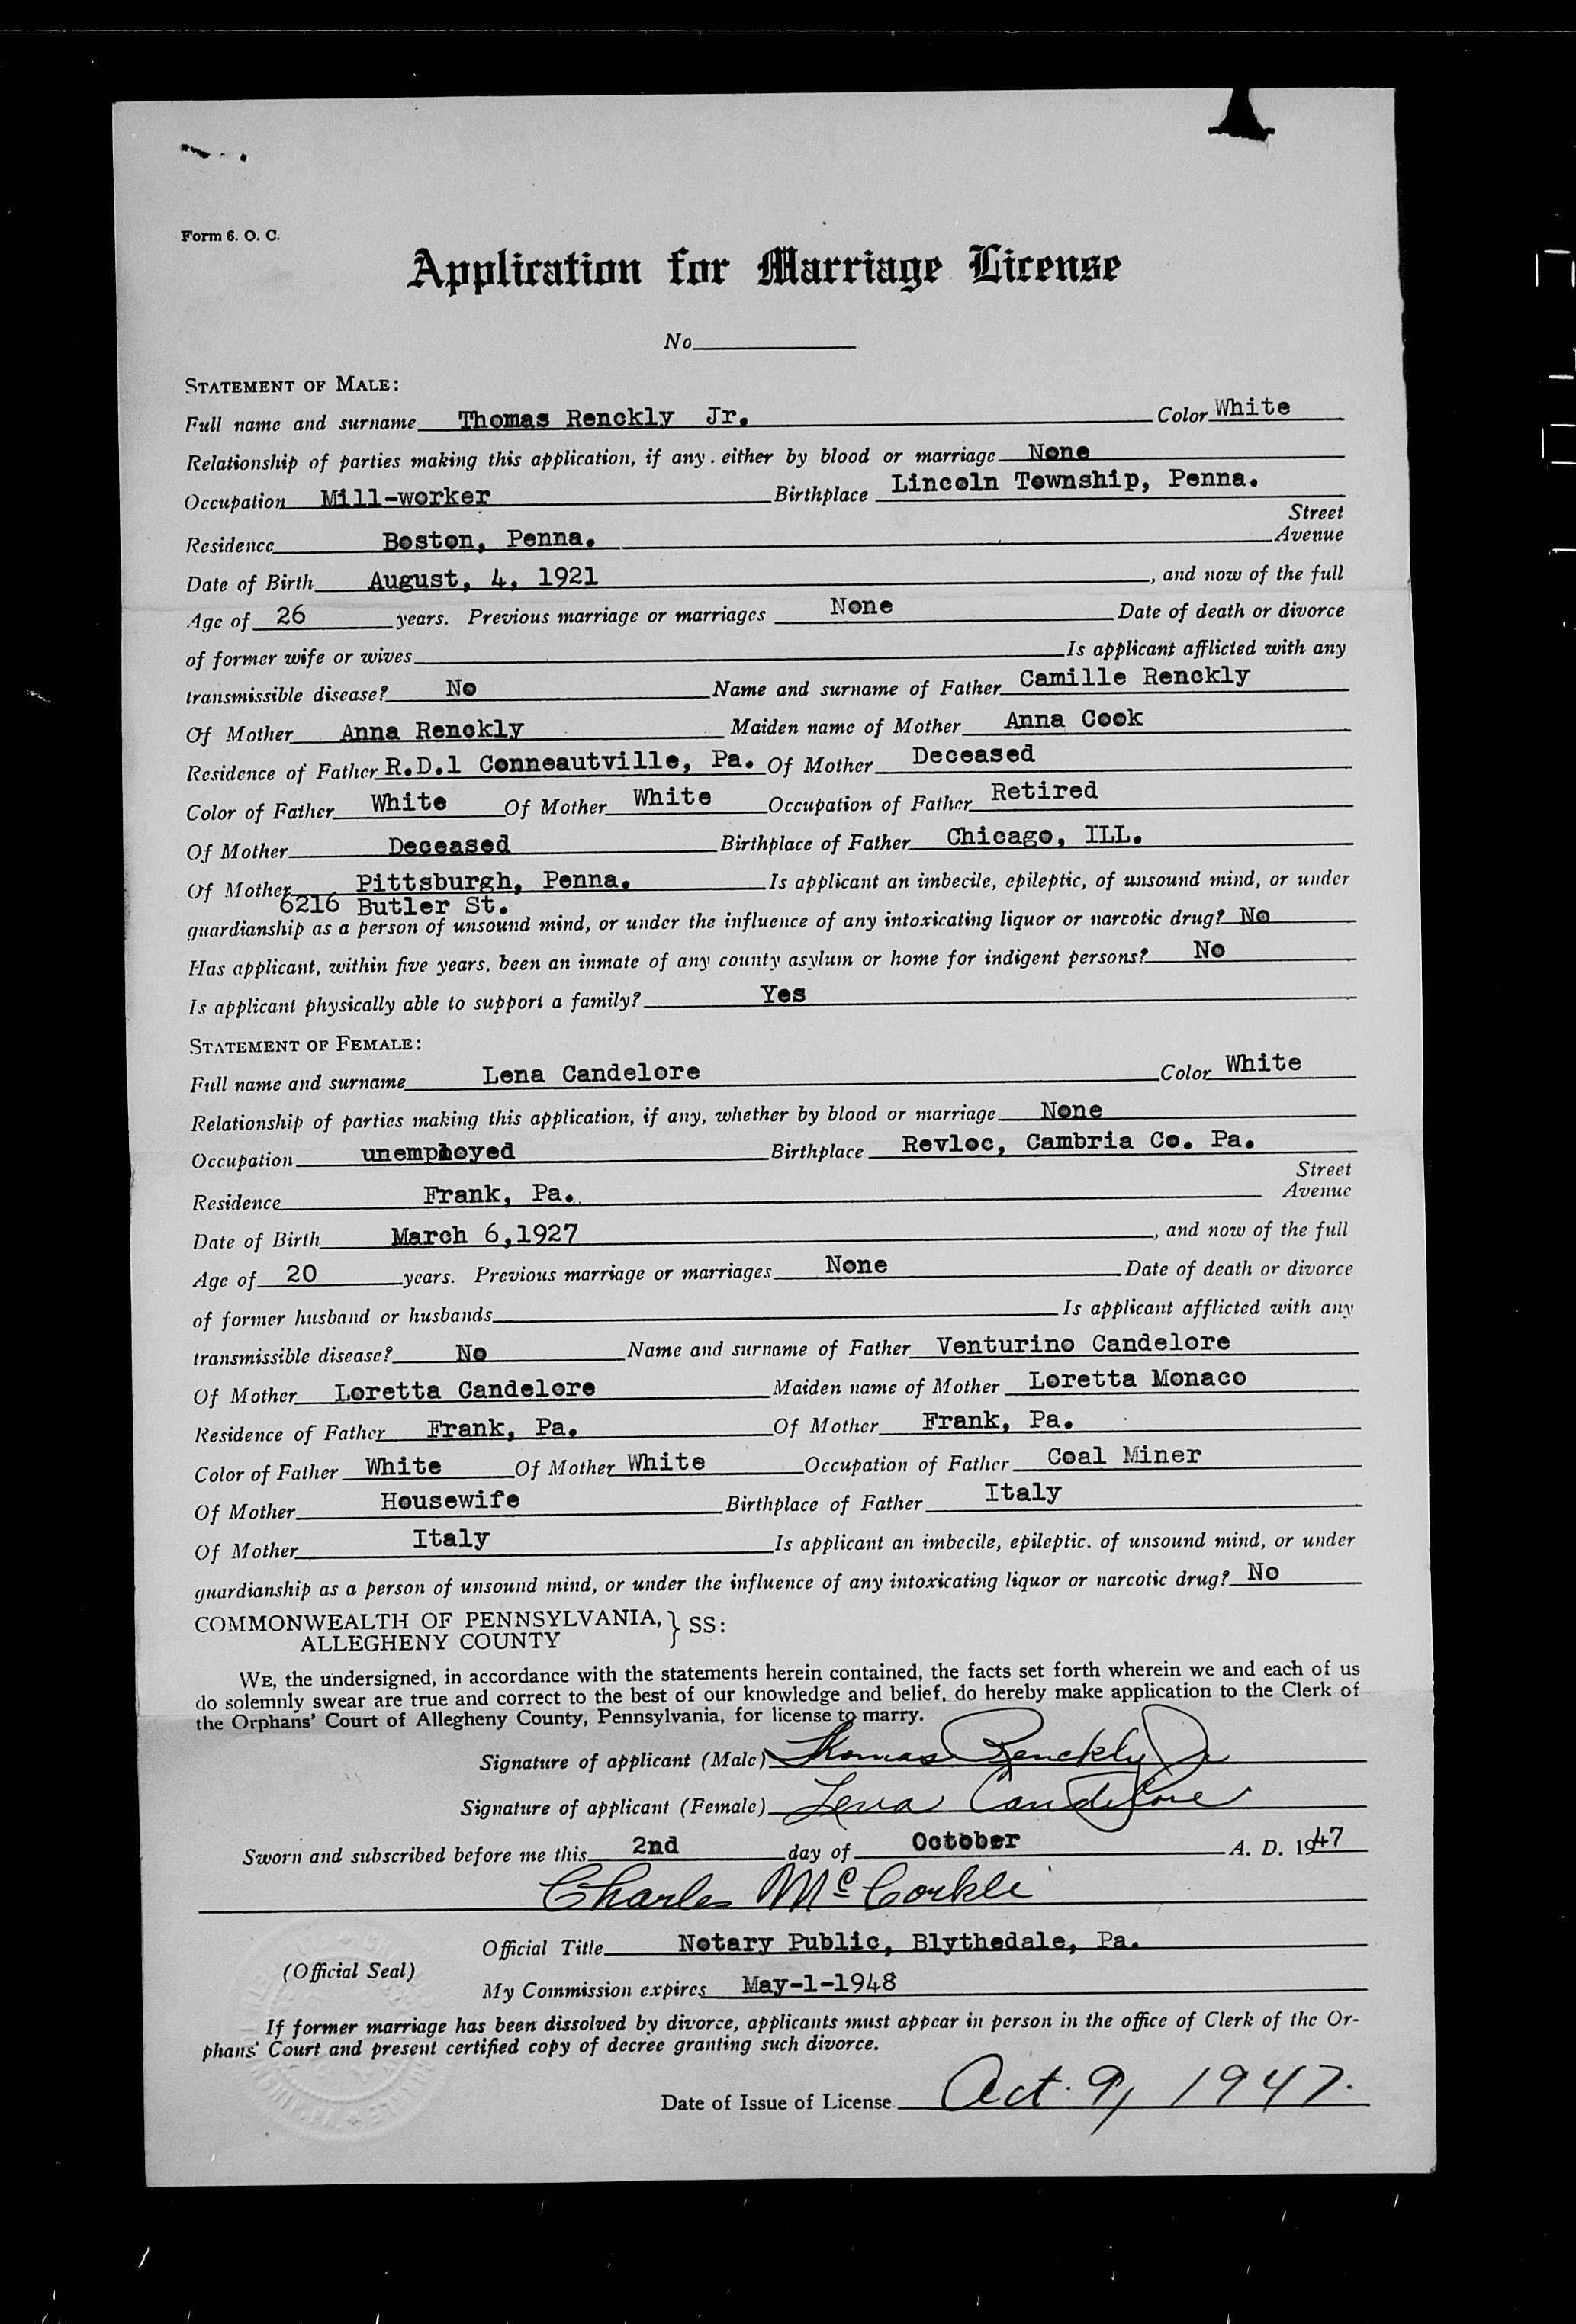 Form 6. O. C.
Application for Marriage License
No
STATEMENT OF MALE:
Full name and surname Thomas Renckly Jr. Color White
Relationship of parties making this application, if any. either by blood or marriage None
Occupation Mill-worker Birthplace Lincoln Township, Penna.
Street
Residence Boston, Penna. Avenue
Date of Birth August, 4, 1921 , and now of the full
Age of 26 years. Previous marriage or marriages None Date of death or divorce
of former wife or wives Is applicant afflicted with any
transmissible disease? No Name and surname of Father Camille Renckly
Of Mother Anna Renckly Maiden name of Mother Anna Cook
Residence of Father R.D.1 Conneautville, Pa. Of Mother Deceased
Color of Father White Of Mother White Occupation of Father Retired
Of Mother Deceased Birthplace of Father Chicago, ILL.
Of Mother Pittsburgh, Penna. Is applicant an imbecile, epileptic, of unsound mind, or under
6216 Butler St.
guardianship as a person of unsound mind, or under the influence of any intoxicating liquor or narcotic drug? No
Has applicant, within five years, been an inmate of any county asylum or home for indigent persons? No
Is applicant physically able to support a family? Yes
STATEMENT OF FEMALE:
Full name and surname Lena Candelore Color White
Relationship of parties making this application, if any, whether by blood or marriage None
Occupation unemployed Birthplace Revloc, Cambria Co. Pa.
Street
Residence Frank, Pa. Avenue
Date of Birth March 6,1927 , and now of the full
Age of 20 years. Previous marriage or marriages None Date of death or divorce
of former husband or husbands Is applicant afflicted with any
transmissible disease? No Name and surname of Father Venturino Candelore
Of Mother Loretta Candelore Maiden name of Mother Loretta Monaco
Residence of Father Frank, Pa. Of Mother Frank, Pa.
Color of Father White Of Mother White Occupation of Father Coal Miner
Of Mother Housewife Birthplace of Father Italy
Of Mother Italy Is applicant an imbecile, epileptic. of unsound mind, or under
guardianship as a person of unsound mind, or under the influence of any intoxicating liquor or narcotic drug? No
COMMONWEALTH OF PENNSYLVANIA, } SS:
ALLEGHENY COUNTY
WE, the undersigned, in accordance with the statements herein contained, the facts set forth wherein we and each of us
do solemnly swear are true and correct to the best of our knowledge and belief, do hereby make application to the Clerk of
the Orphans' Court of Allegheny County, Pennsylvania, for license to marry.
Signature of applicant (Male) Thomas Renckly Jr
Signature of applicant (Female) Lena Candelore
Sworn and subscribed before me this 2nd day of October A. D. 1947
Charles McCorkle
Official Title Notary Public, Blythedale, Pa.
(Official Seal)
My Commission expires May-1-1948
If former marriage has been dissolved by divorce, applicants must appear in person in the office of Clerk of the Or-
phans' Court and present certified copy of decree granting such divorce.
Date of Issue of License Oct. 9, 1947.